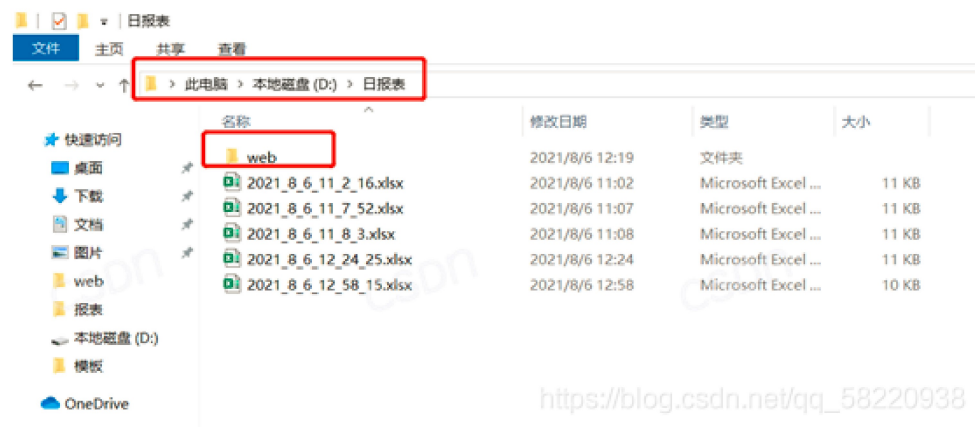 日报表
文件 主页 共享 查看
此电脑 > 本地磁盘 (D:) > 日报表
名称 修改日期 类型 大小
快速访问
桌面
下载
文档
图片
web
报表
本地磁盘 (D:)
模板
OneDrive
web 2021/8/6 12:19 文件夹
2021_8_6_11_2_16.xlsx 2021/8/6 11:02 Microsoft Excel ... 11 KB
2021_8_6_11_7_52.xlsx 2021/8/6 11:07 Microsoft Excel ... 11 KB
2021_8_6_11_8_3.xlsx 2021/8/6 11:08 Microsoft Excel ... 11 KB
2021_8_6_12_24_25.xlsx 2021/8/6 12:24 Microsoft Excel ... 11 KB
2021_8_6_12_58_15.xlsx 2021/8/6 12:58 Microsoft Excel ... 10 KB
csdn
csdn
csdn
https://blog.csdn.net/qq_58220938